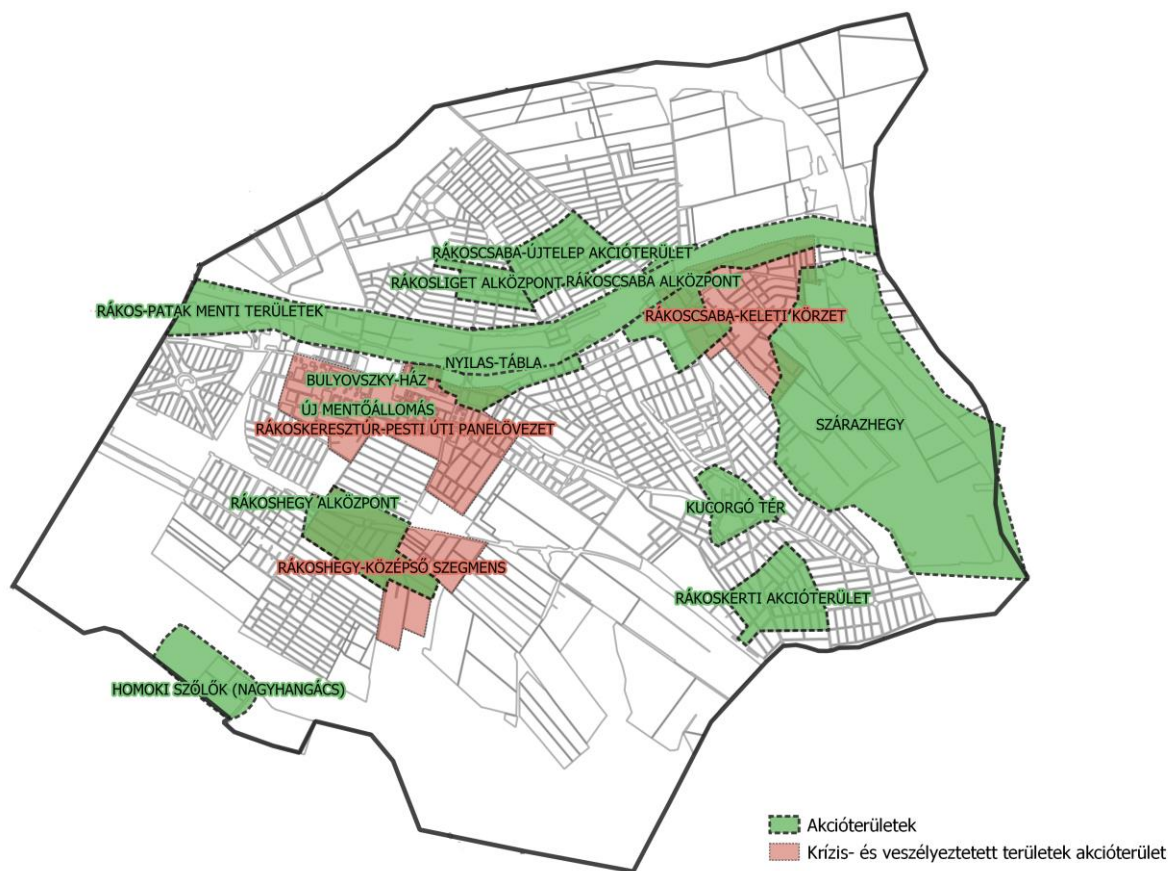 RÁKOSCSABA-ÚJTELEP AKCIÓTERÜLET
RÁKOSLIGET ALKÖZPONT
RÁKOSCSABA ALKÖZPONT
RÁKOS-PATAK MENTI TERÜLETEK
RÁKOSCSABA-KELETI KÖRZET
NYILAS-TÁBLA
BULYOVSZKY-HÁZ
ÚJ MENTŐÁLLOMÁS
RÁKOSKERESZTÚR-PESTI ÚTI PANELÖVEZET
SZÁRAZHEGY
RÁKOSHEGY ALKÖZPONT
KUCORGÓ TÉR
RÁKOSHEGY-KÖZÉPSŐ SZEGMENS
RÁKOSKERTI AKCIÓTERÜLET
HOMOKI SZŐLŐK (NAGYHANGÁCS)
Akcióterületek
Krízis- és veszélyeztetett területek akcióterület